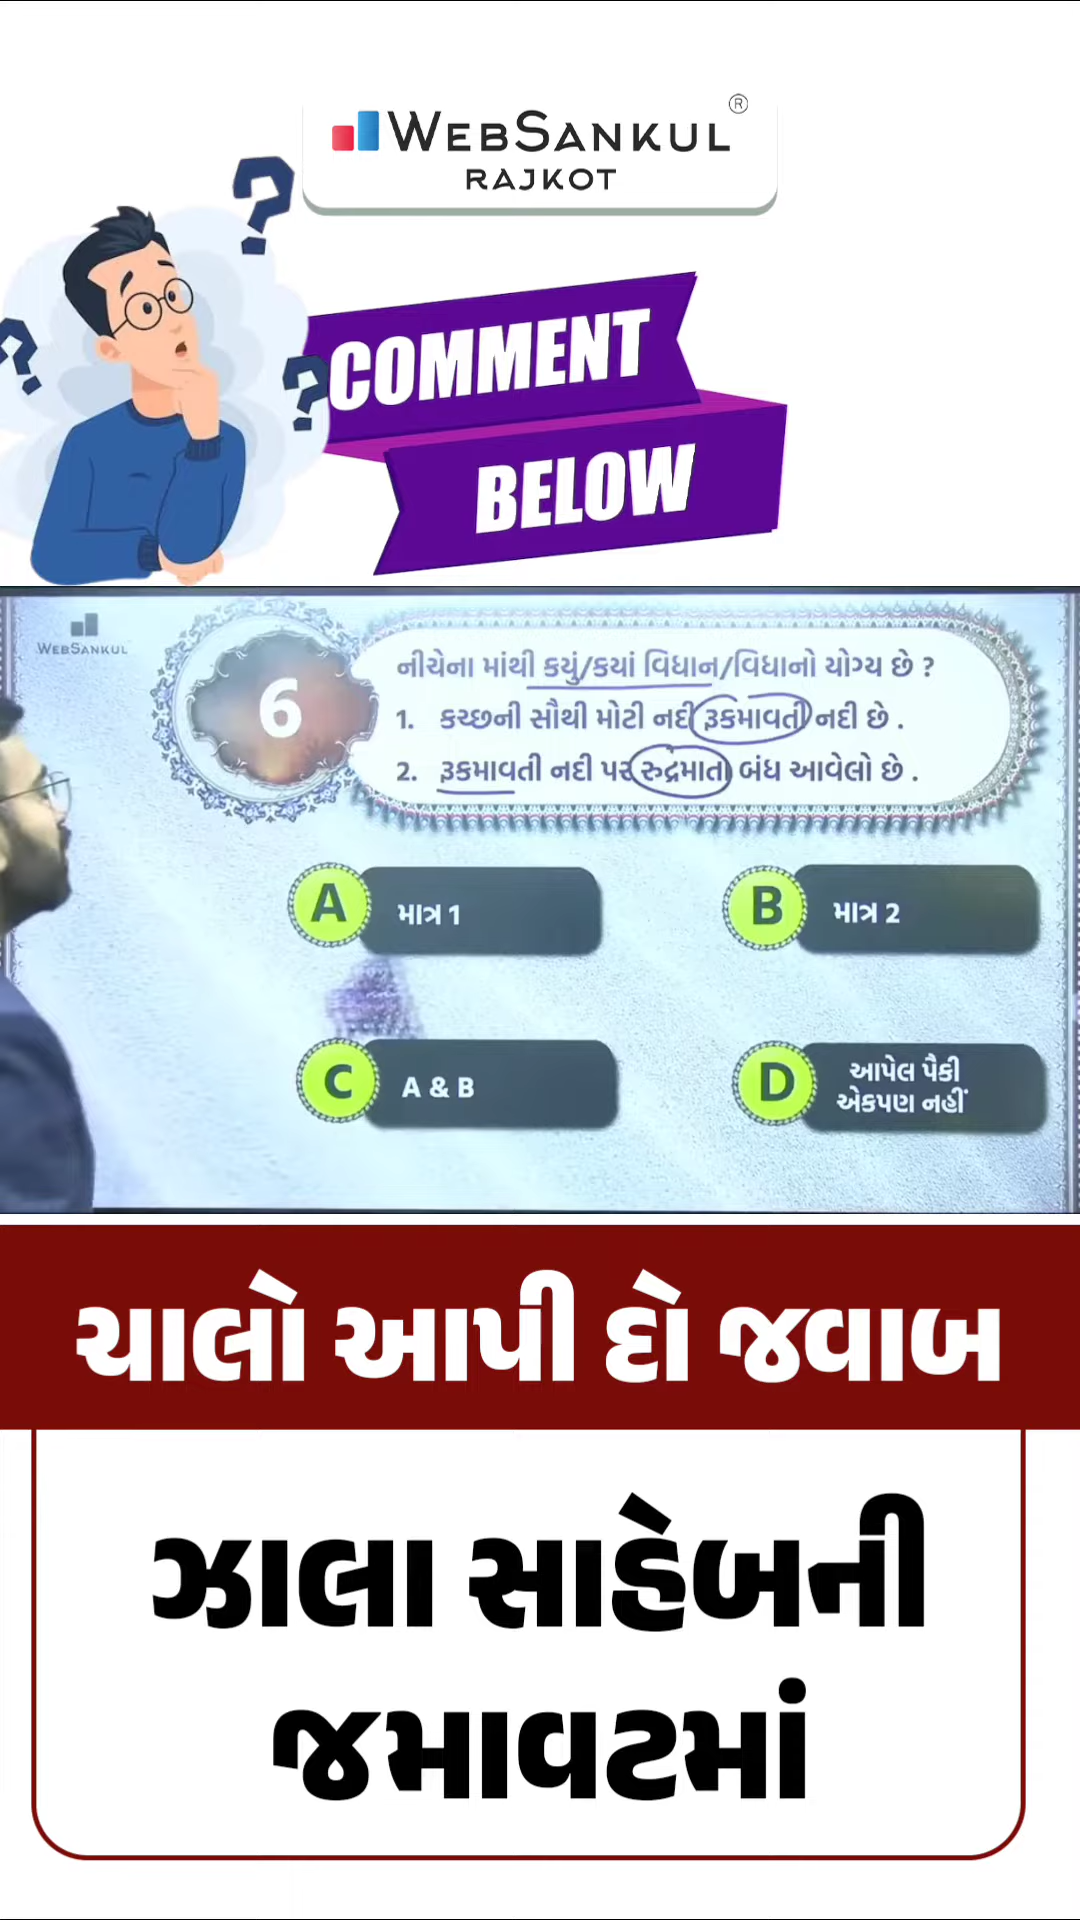 WEBSANKUL®
RAJKOT
?
?
?
COMMENT
BELOW
WEBSANKUL
6
નીચેના માંથી કયું/કયાં વિધાન/વિધાનો યોગ્ય છે ?
1. કચ્છની સૌથી મોટી નદી રૂકમાવતી નદી છે .
2. રૂકમાવતી નદી પર રુદ્રમાતા બંધ આવેલો છે .
A માત્ર 1
B માત્ર 2
C A & B
D આપેલ પૈકી
એકપણ નહીં
ચાલો આપી દો જવાબ
ઝાલા સાહેબની
જમાવટમાં